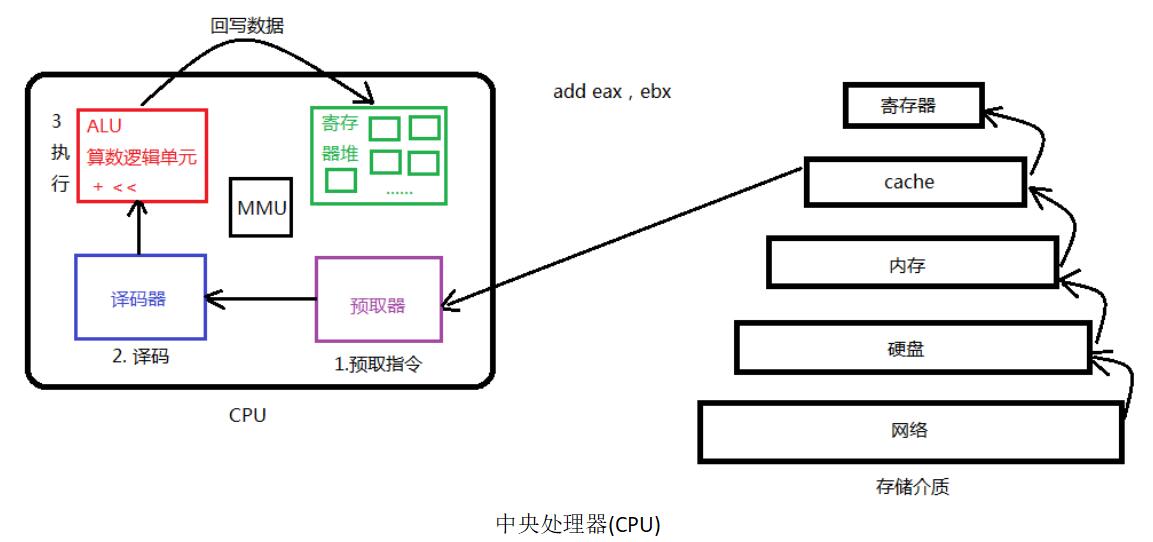 回写数据
3
执
行
ALU
算数逻辑单元
+ <<
寄存
器堆
......
MMU
译码器
预取器
2. 译码
1.预取指令
CPU
add eax，ebx
寄存器
cache
内存
硬盘
网络
存储介质
中央处理器(CPU)